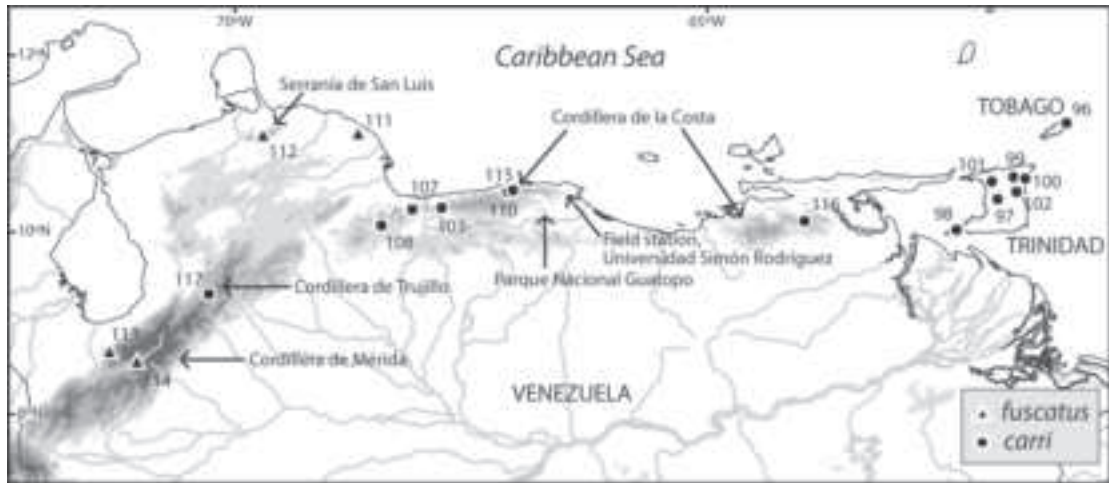 70°W
12°N
Caribbean Sea
Serranía de San Luis
Cordillera de la Costa
TOBAGO 96
111
112
115
110
107
103
108
101
99
100
102
97
98
116
TRINIDAD
Field station,
Universidad Simón Rodríguez
Parque Nacional Guatopo
10°N
117
Cordillera de Trujillo
113
114
Cordillera de Mérida
VENEZUELA
8°N
fuscatus
carri